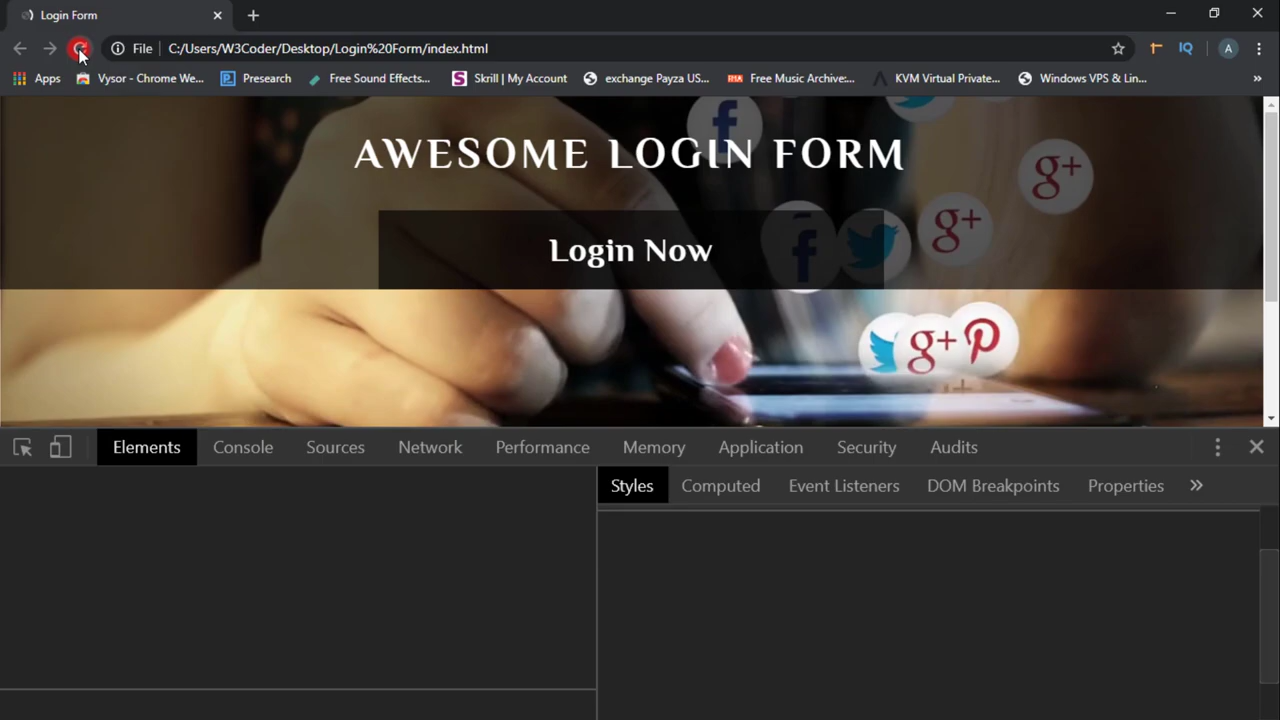 Login Form
File
C:/Users/W3Coder/Desktop/Login%20Form/index.html
IQ
A
Apps
Vysor - Chrome We...
Presearch
Free Sound Effects...
Skrill | My Account
exchange Payza US...
Free Music Archive:...
KVM Virtual Private...
Windows VPS & Lin...
»
AWESOME LOGIN FORM
Login Now
f
g+
g+
f
g+
Elements
Console
Sources
Network
Performance
Memory
Application
Security
Audits
Styles
Computed
Event Listeners
DOM Breakpoints
Properties
»